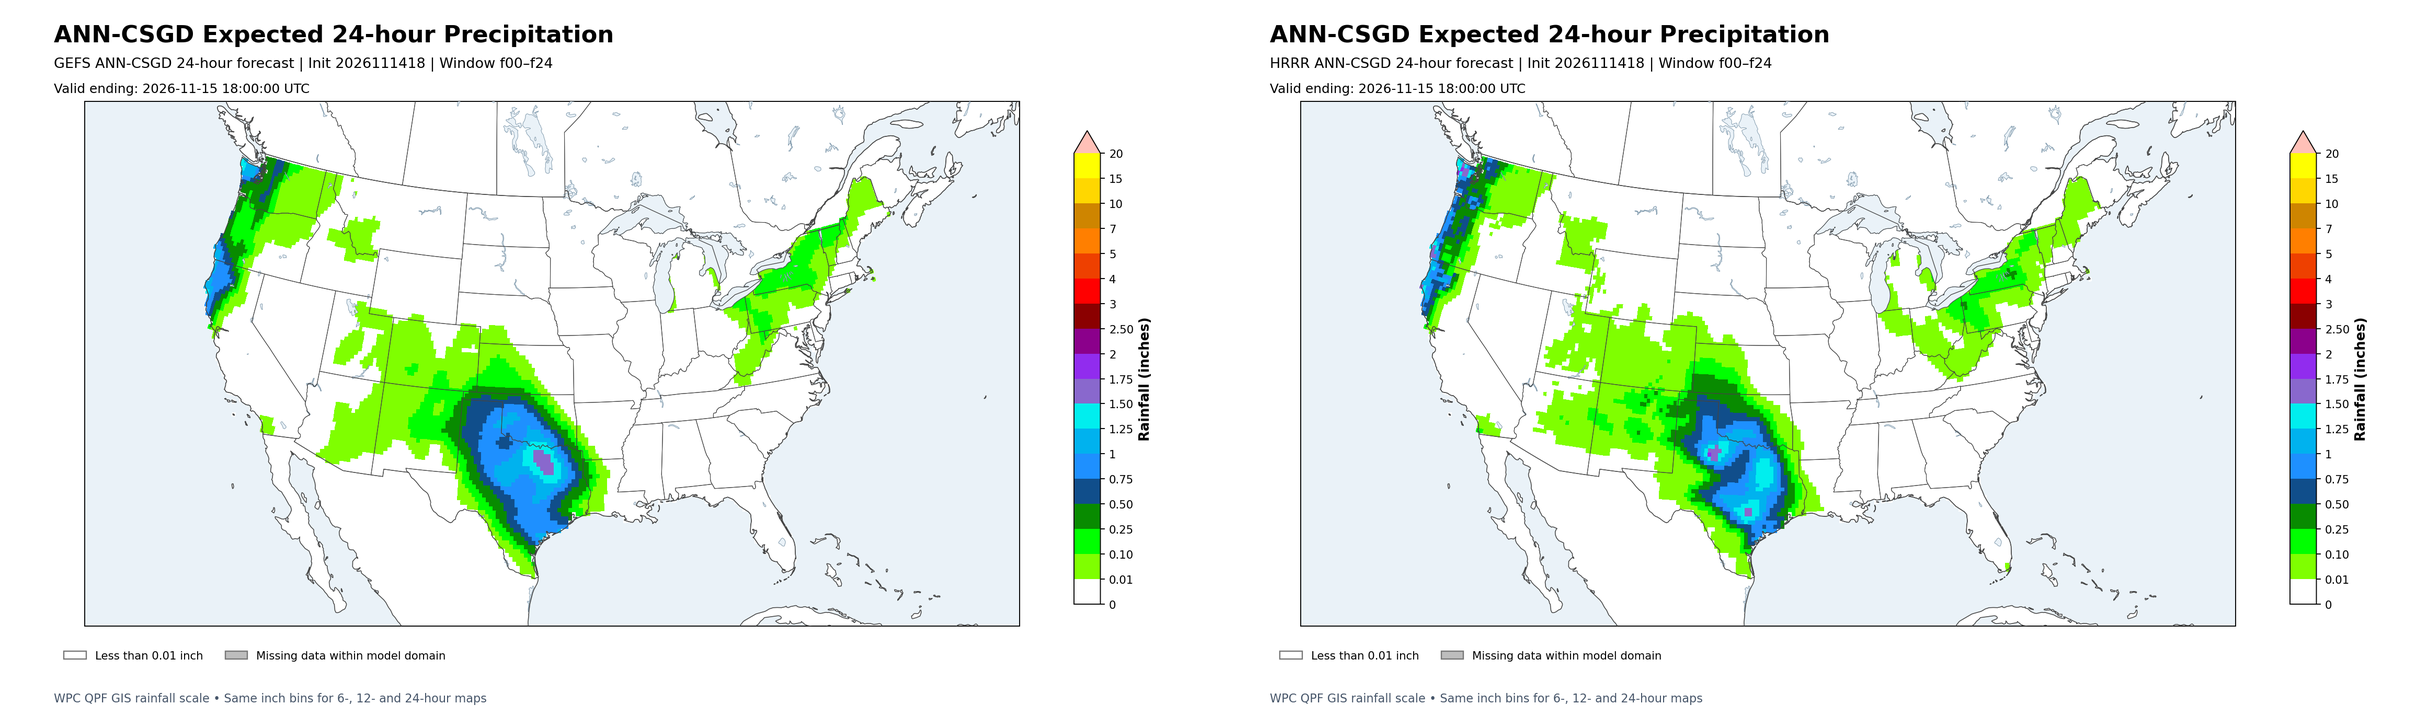 ANN-CSGD Expected 24-hour Precipitation
GEFS ANN-CSGD 24-hour forecast | Init 2026111418 | Window f00–f24
Valid ending: 2026-11-15 18:00:00 UTC
20
15
10
7
5
4
3
2.50
2
1.75
1.50
1.25
1
0.75
0.50
0.25
0.10
0.01
0
Rainfall (inches)
Less than 0.01 inch
Missing data within model domain
WPC QPF GIS rainfall scale • Same inch bins for 6-, 12- and 24-hour maps
ANN-CSGD Expected 24-hour Precipitation
HRRR ANN-CSGD 24-hour forecast | Init 2026111418 | Window f00–f24
Valid ending: 2026-11-15 18:00:00 UTC
20
15
10
7
5
4
3
2.50
2
1.75
1.50
1.25
1
0.75
0.50
0.25
0.10
0.01
0
Rainfall (inches)
Less than 0.01 inch
Missing data within model domain
WPC QPF GIS rainfall scale • Same inch bins for 6-, 12- and 24-hour maps